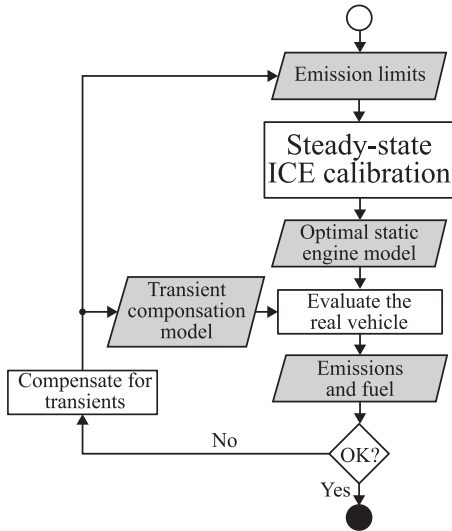 Emission limits
Steady-state
ICE calibration
Optimal static
engine model
Transient
componsation
model
Evaluate the
real vehicle
Emissions
and fuel
Compensate for
transients
No
OK?
Yes